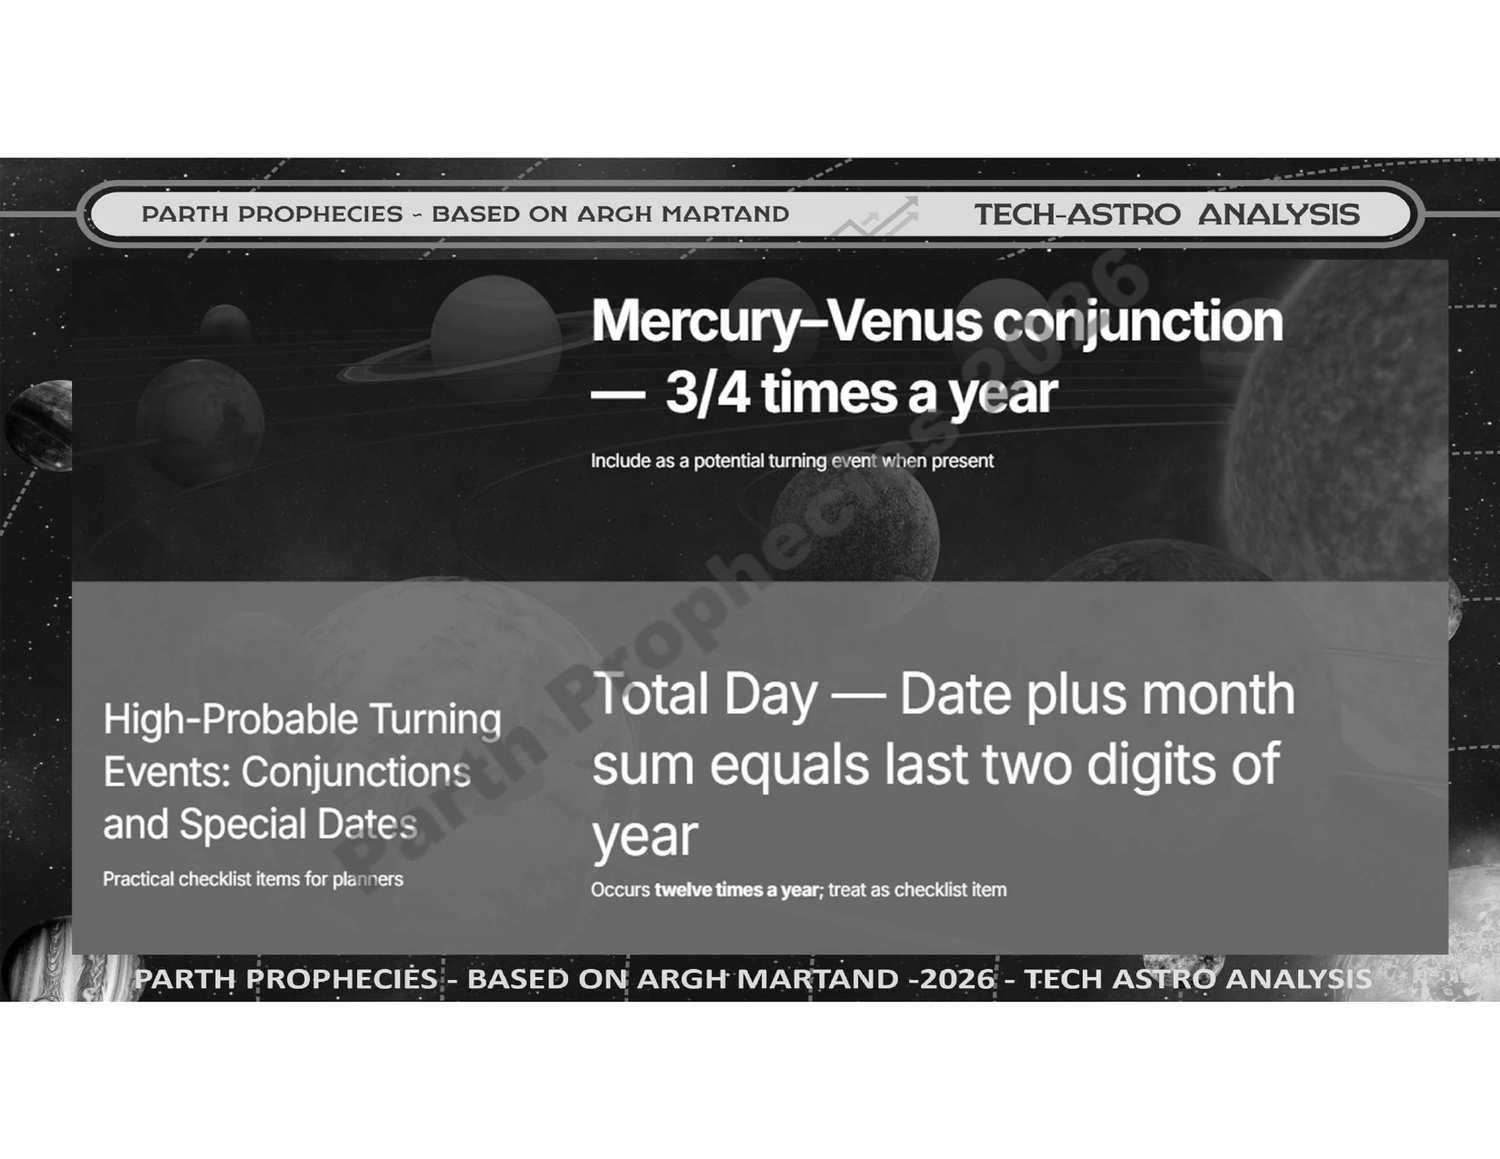 PARTH PROPHECIES ~ BASED ON ARGH MARTAND
TECH-ASTRO ANALYSIS
Mercury–Venus conjunction
— 3/4 times a year
Include as a potential turning event when present
High-Probable Turning
Events: Conjunctions
and Special Dates
Practical checklist items for planners
Total Day — Date plus month
sum equals last two digits of
year
Occurs twelve times a year; treat as checklist item
Parth Prophecies 2026
PARTH PROPHECIES - BASED ON ARGH MARTAND -2026 - TECH ASTRO ANALYSIS